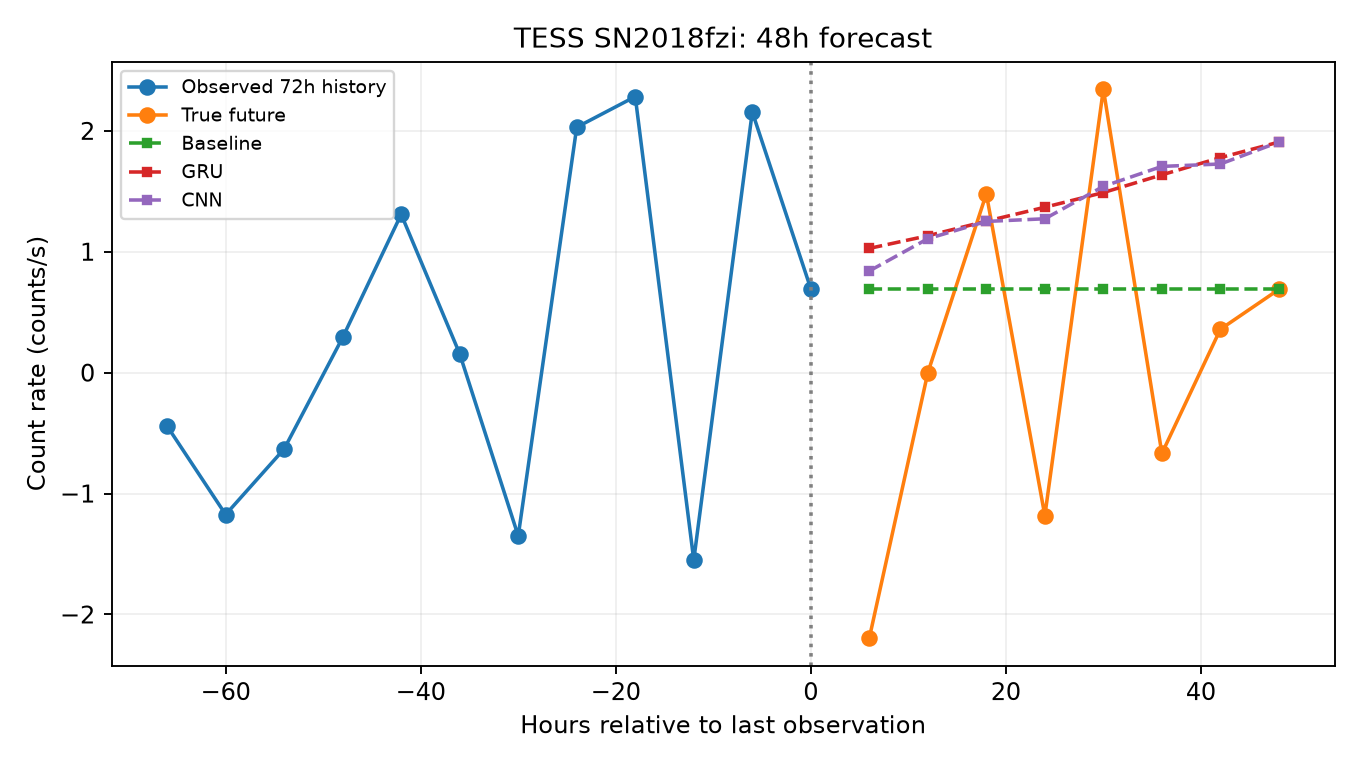 TESS SN2018fzi: 48h forecast
Observed 72h history
True future
Baseline
GRU
CNN
Count rate (counts/s)
2
1
0
−1
−2
−60
−40
−20
0
20
40
Hours relative to last observation